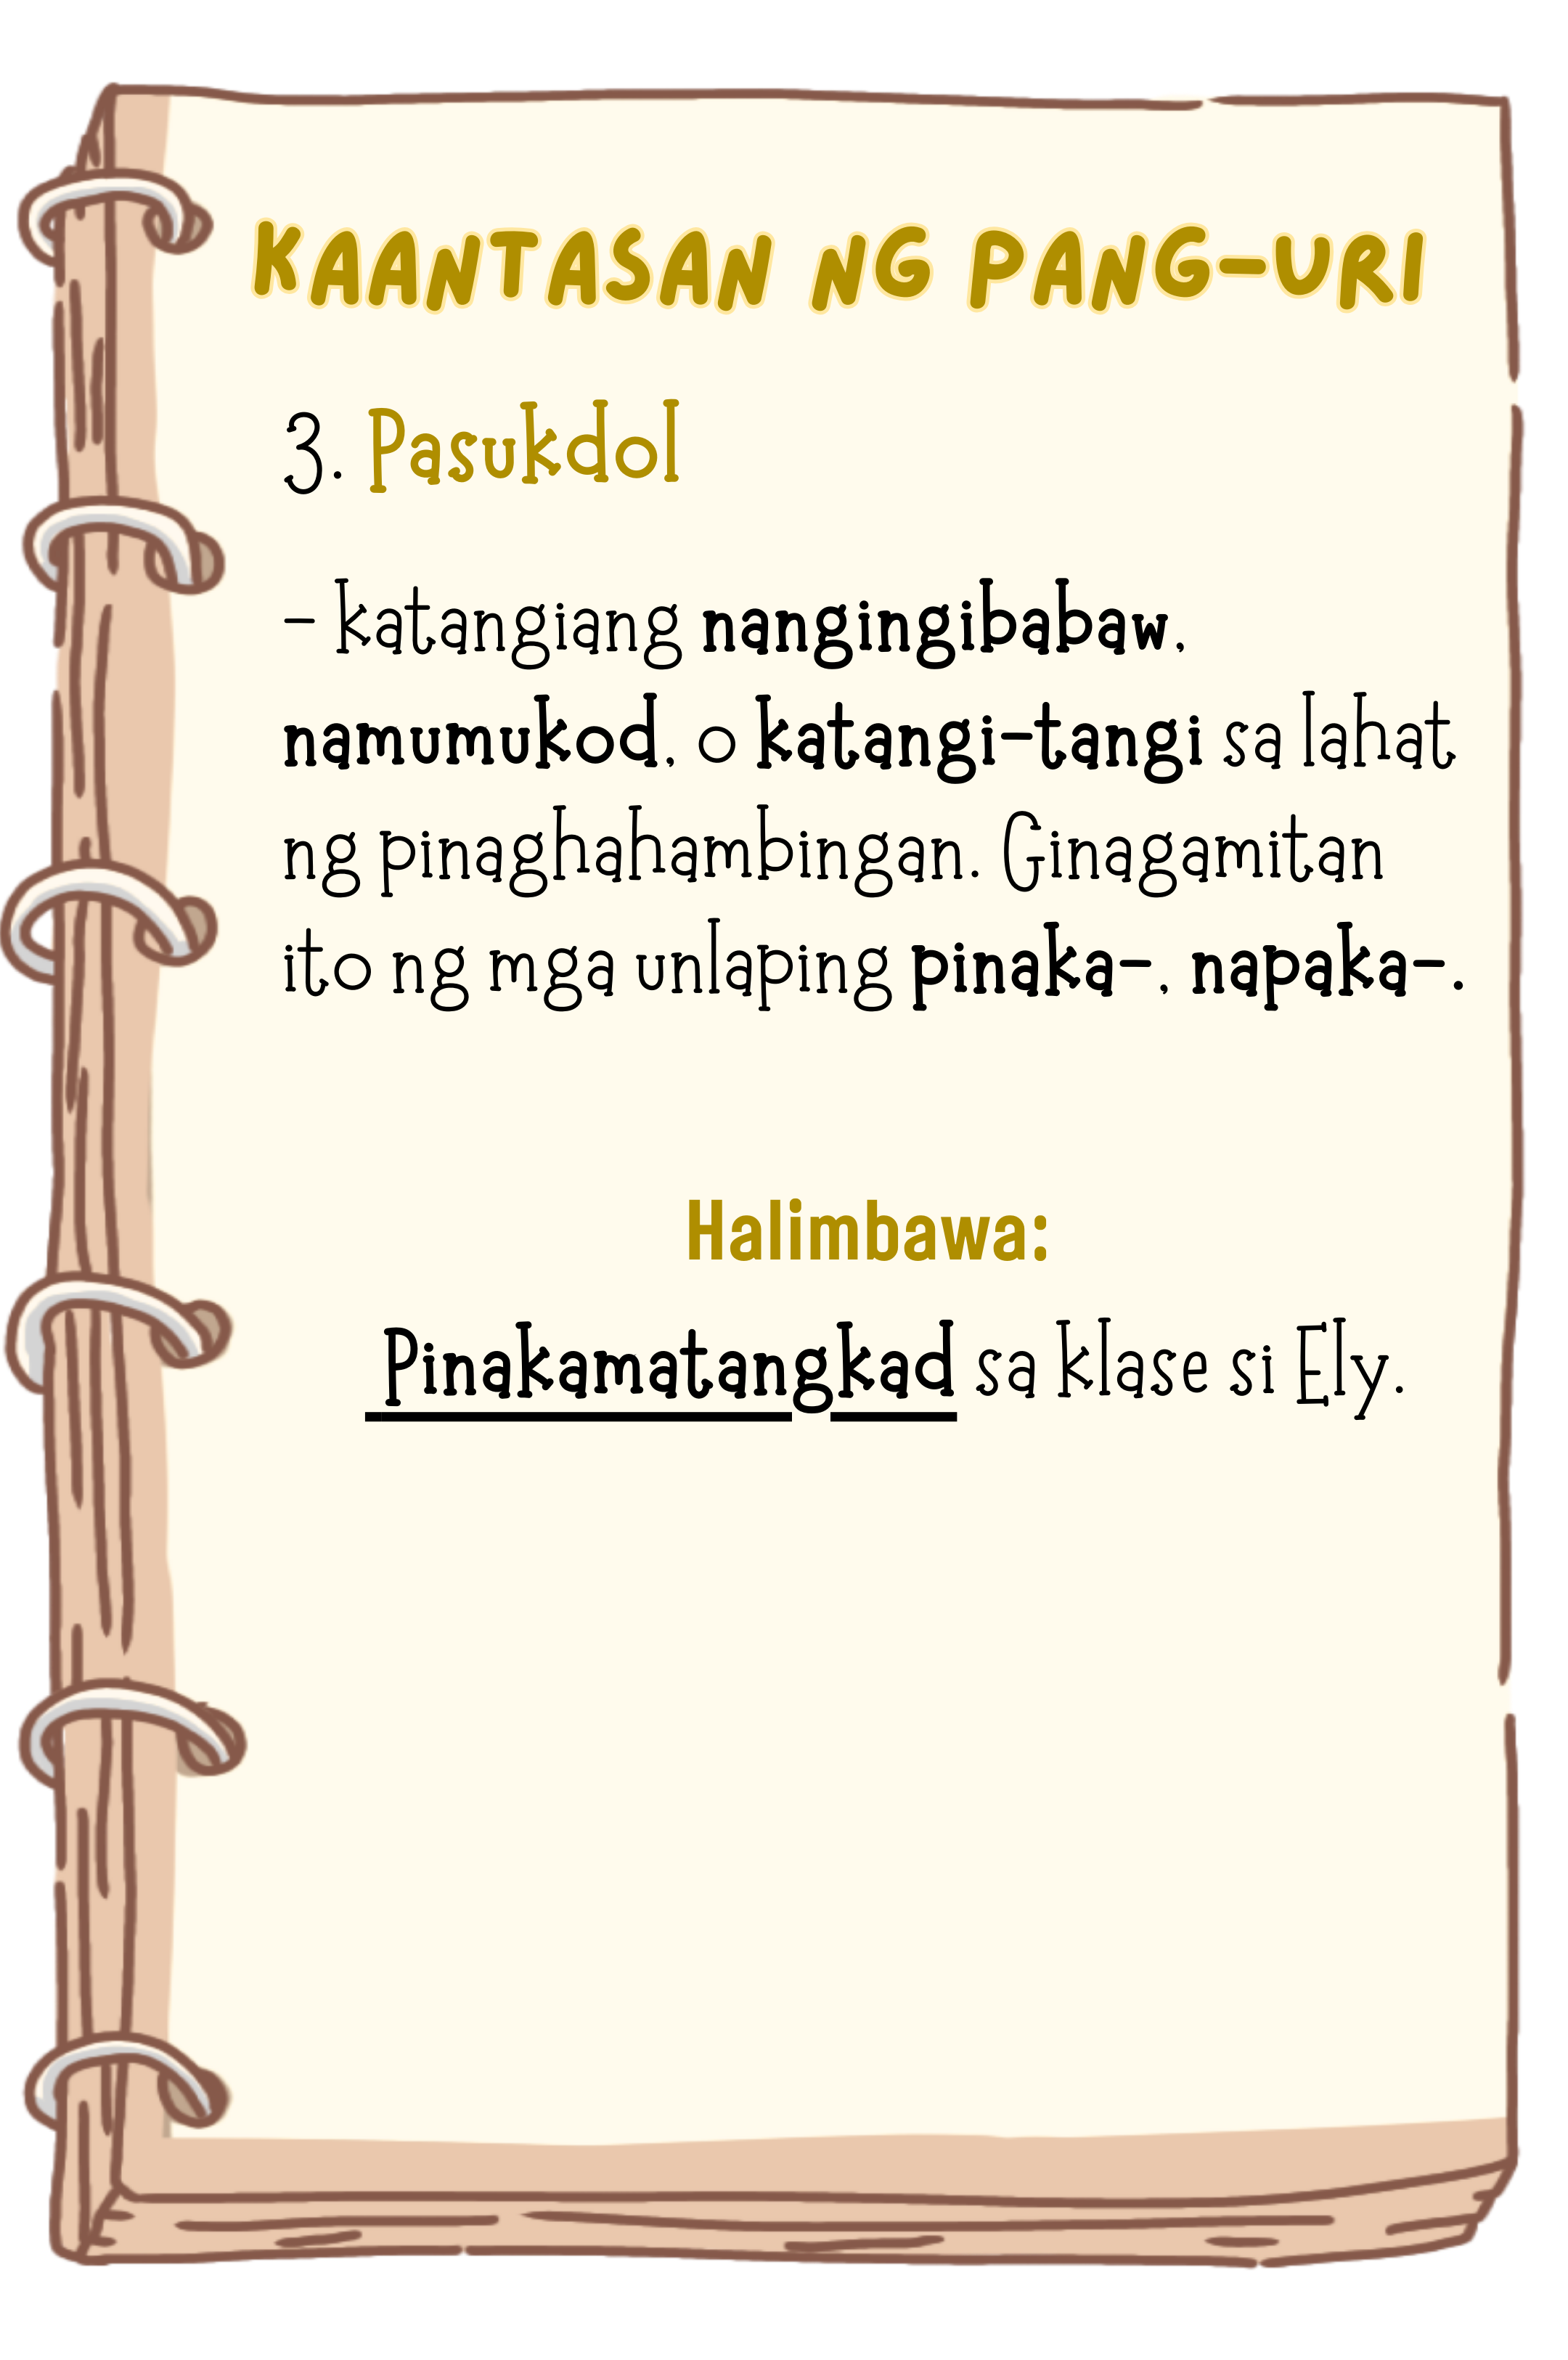 KAANTASAN NG PANG-URI
3. Pasukdol
- katangiang nangingibabaw,
namumukod, o katangi-tangi sa lahat
ng pinaghahambingan. Ginagamitan
ito ng mga unlaping pinaka-, napaka-.
Halimbawa:
Pinakamatangkad sa klase si Ely.